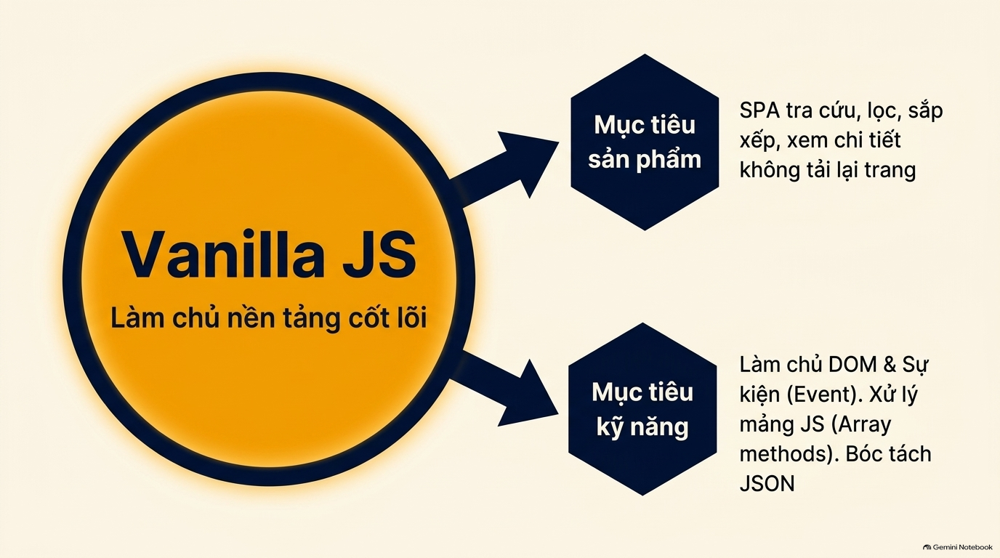 Vanilla JS
Làm chủ nền tảng cốt lõi
Mục tiêu
sản phẩm
SPA tra cứu, lọc, sắp
xếp, xem chi tiết
không tải lại trang
Mục tiêu
kỹ năng
Làm chủ DOM & Sự
kiện (Event). Xử lý
mảng JS (Array
methods). Bóc tách
JSON
Gemini Notebook